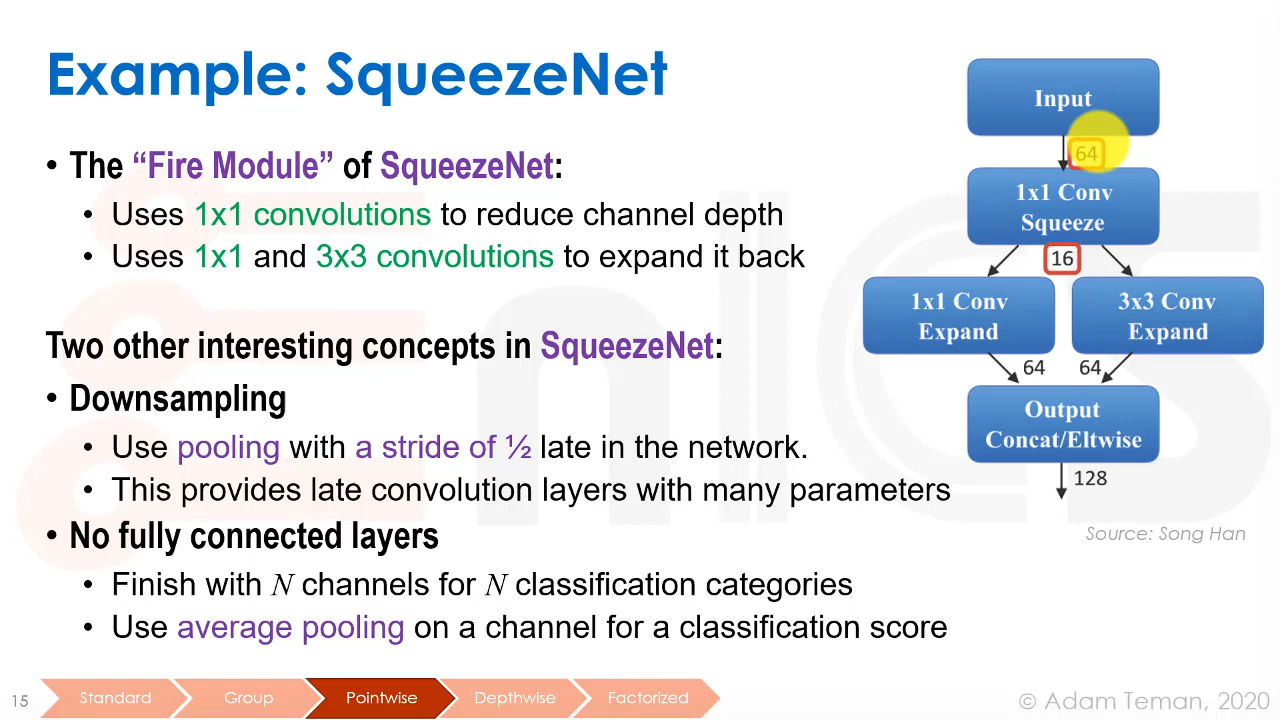 Example: SqueezeNet
• The “Fire Module” of SqueezeNet:
• Uses 1x1 convolutions to reduce channel depth
• Uses 1x1 and 3x3 convolutions to expand it back
Two other interesting concepts in SqueezeNet:
• Downsampling
• Use pooling with a stride of ½ late in the network.
• This provides late convolution layers with many parameters
• No fully connected layers
• Finish with N channels for N classification categories
• Use average pooling on a channel for a classification score
Input
64
1x1 Conv
Squeeze
16
1x1 Conv
Expand
3x3 Conv
Expand
64
64
Output
Concat/Eltwise
128
Source: Song Han
15
Standard
Group
Pointwise
Depthwise
Factorized
© Adam Teman, 2020